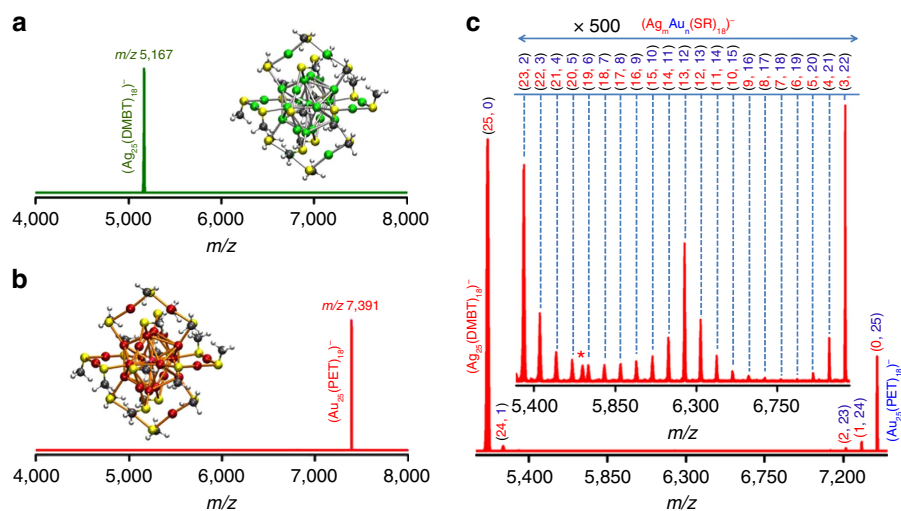 a
m/z 5,167
(Ag25(DMBT)18)−
4,000 5,000 6,000 7,000 8,000
m/z
b
m/z 7,391
(Au25(PET)18)−
4,000 5,000 6,000 7,000 8,000
m/z
c
× 500 (AgmAun(SR)18)−
(23, 2)
(22, 3)
(21, 4)
(20, 5)
(19, 6)
(18, 7)
(17, 8)
(16, 9)
(15, 10)
(14, 11)
(13, 12)
(12, 13)
(11, 14)
(10, 15)
(9, 16)
(8, 17)
(7, 18)
(6, 19)
(5, 20)
(4, 21)
(3, 22)
(25, 0)
*
5,400 5,850 6,300 6,750
m/z
(Ag25(DMBT)18)−
(24, 1)
(2, 23)
(1, 24)
(0, 25)
(Au25(PET)18)−
5,400 5,850 6,300 6,750 7,200
m/z